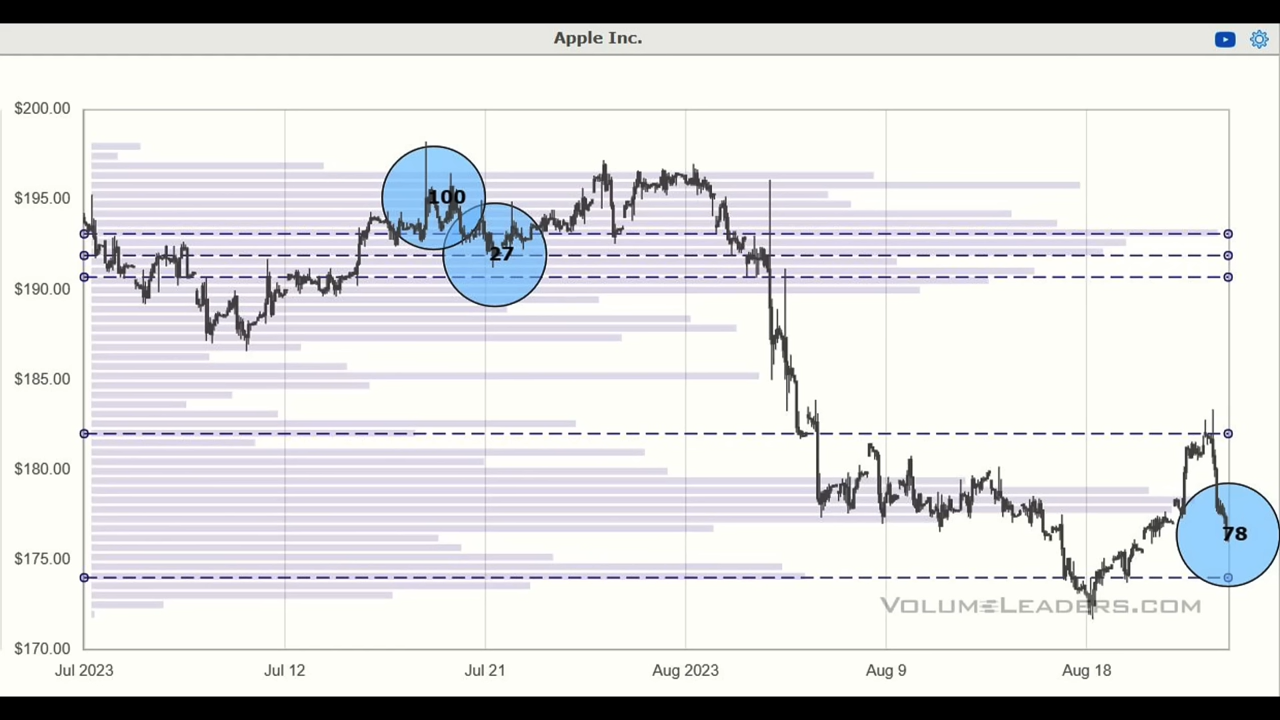 Apple Inc.
$200.00
$195.00
$190.00
$185.00
$180.00
$175.00
$170.00
100
27
78
VOLUMELEADERS.COM
Jul 2023
Jul 12
Jul 21
Aug 2023
Aug 9
Aug 18